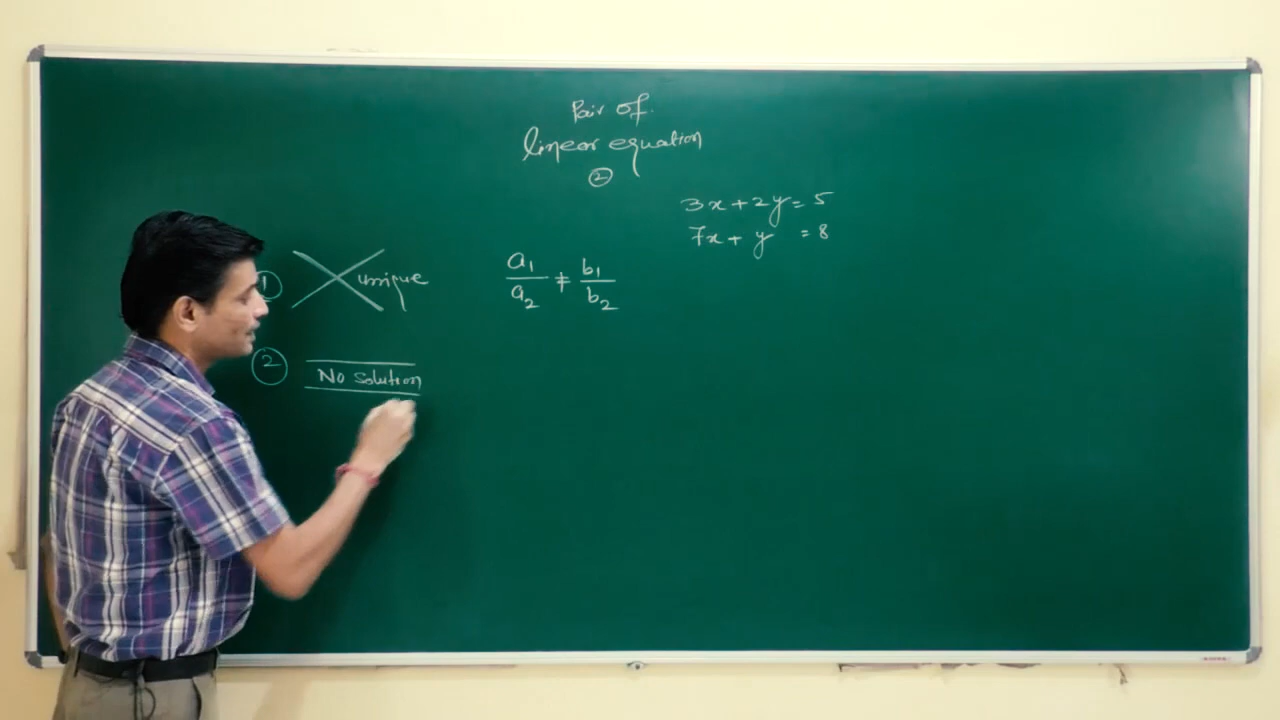 Pair of
linear equation
②
3x + 2y = 5
7x + y = 8
① unique
a₁/a₂ ≠ b₁/b₂
② No solution